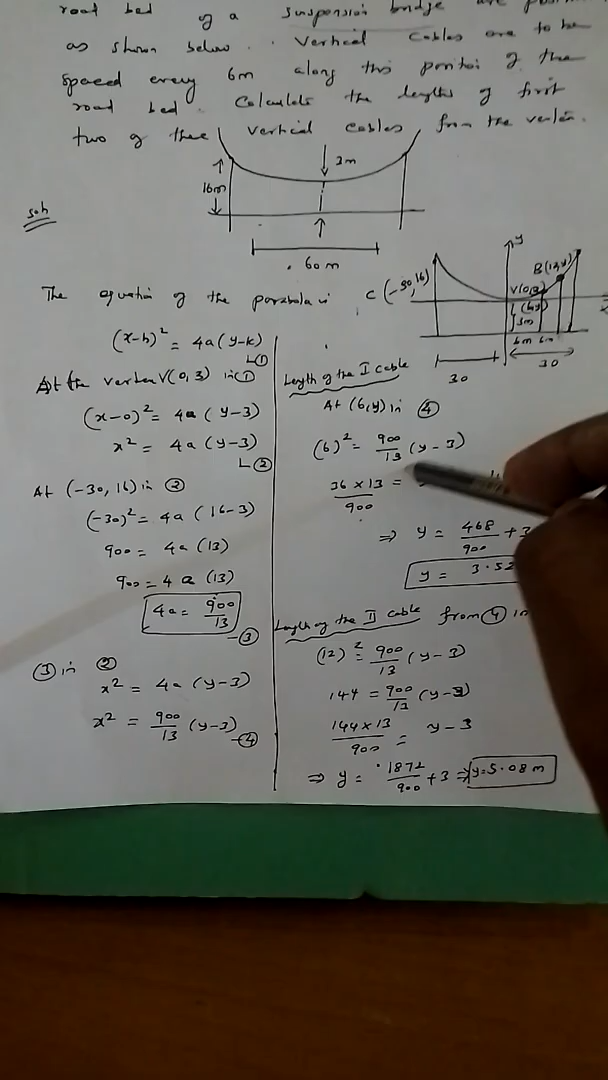 road bed of a suspension bridge are
as shown below. Vertical cables are to be
spaced every 6m along this portion of the
road bed. Calculate the lengths of first
two of these vertical cables from the vertex.
3m
16m
60 m
Soln
The equation of the parabola is
(x-h)² = 4a(y-k)
①
At the vertex V(0, 3) in ①
(x-0)² = 4a (y-3)
x² = 4a (y-3)
②
At (-30, 16) in ②
(-30)² = 4a (16-3)
900 = 4a (13)
900 = 4a (13)
4a = 900/13
③
③ in ②
x² = 4a (y-3)
x² = 900/13 (y-3)
④
y
C (-30, 16)
B(12, y)
V(0,3)
(6,y)
3m
6m 6m
30
30
Length of the I cable
At (6,y) in ④
(6)² = 900/13 (y-3)
36 x 13/900 =
⇒ y = 468/900 + 3
y = 3.52
Length of the II cable from ④ in
(12)² = 900/13 (y-3)
144 = 900/13 (y-3)
144x13/900 = y-3
⇒ y = 1872/900 + 3 ⇒ y=5.08 m